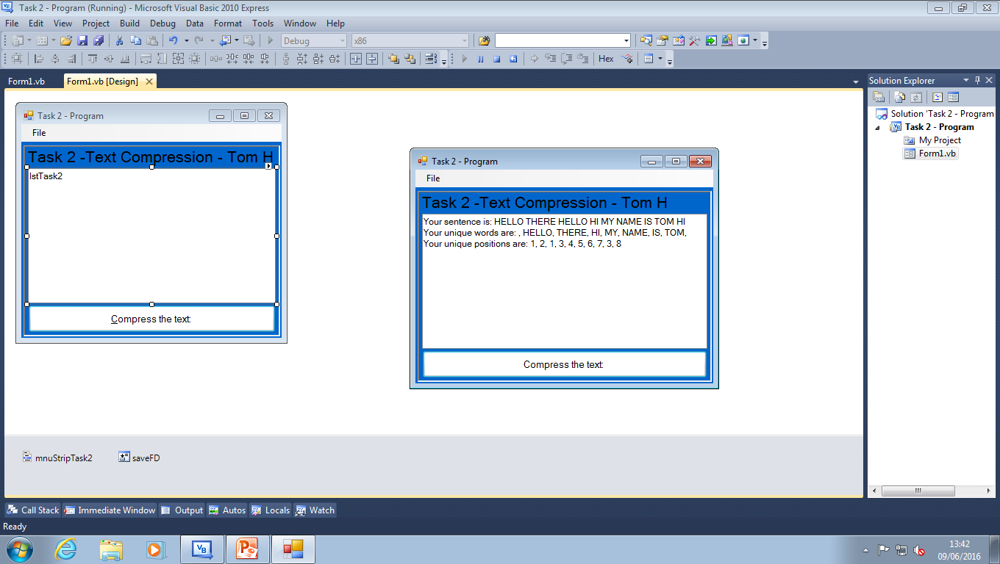 Task 2 - Program (Running) - Microsoft Visual Basic 2010 Express
File Edit View Project Build Debug Data Format Tools Window Help
Debug x86
Hex
Form1.vb Form1.vb [Design]
Task 2 - Program
File
Task 2 -Text Compression - Tom H
lstTask2
Compress the text:
Task 2 - Program
File
Task 2 -Text Compression - Tom H
Your sentence is: HELLO THERE HELLO HI MY NAME IS TOM HI
Your unique words are: , HELLO, THERE, HI, MY, NAME, IS, TOM,
Your unique positions are: 1, 2, 1, 3, 4, 5, 6, 7, 3, 8
Compress the text:
Solution Explorer
Solution 'Task 2 - Program
Task 2 - Program
My Project
Form1.vb
mnuStripTask2 saveFD
Call Stack Immediate Window Output Autos Locals Watch
Ready
13:42
09/06/2016